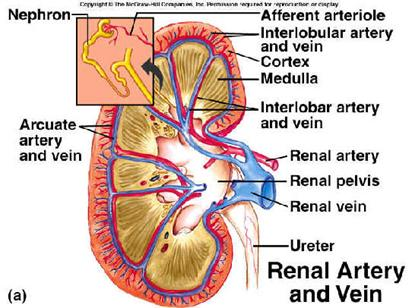 Copyright © The McGraw-Hill Companies, Inc. Permission required for reproduction or display.
Nephron
Afferent arteriole
Interlobular artery
and vein
Cortex
Medulla
Interlobar artery
and vein
Arcuate
artery
and vein
Renal artery
Renal pelvis
Renal vein
Ureter
Renal Artery
and Vein
(a)